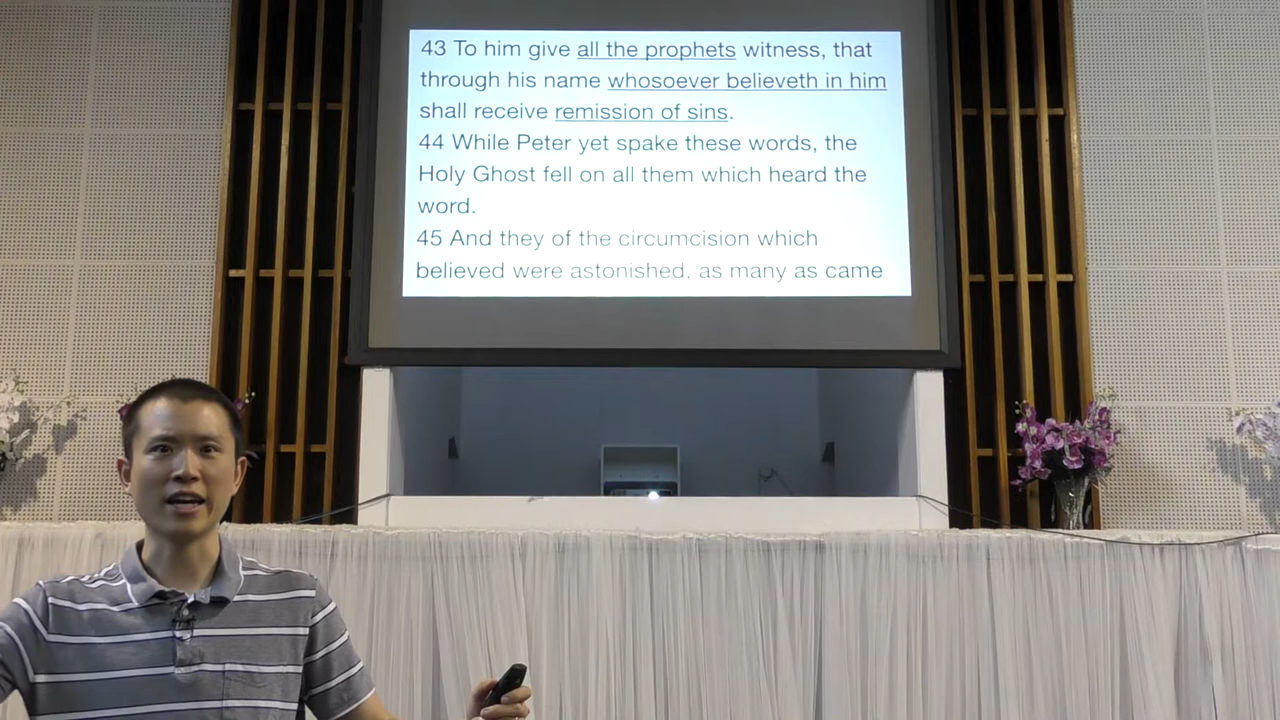 43 To him give all the prophets witness, that
through his name whosoever believeth in him
shall receive remission of sins.
44 While Peter yet spake these words, the
Holy Ghost fell on all them which heard the
word.
45 And they of the circumcision which
believed were astonished, as many as came